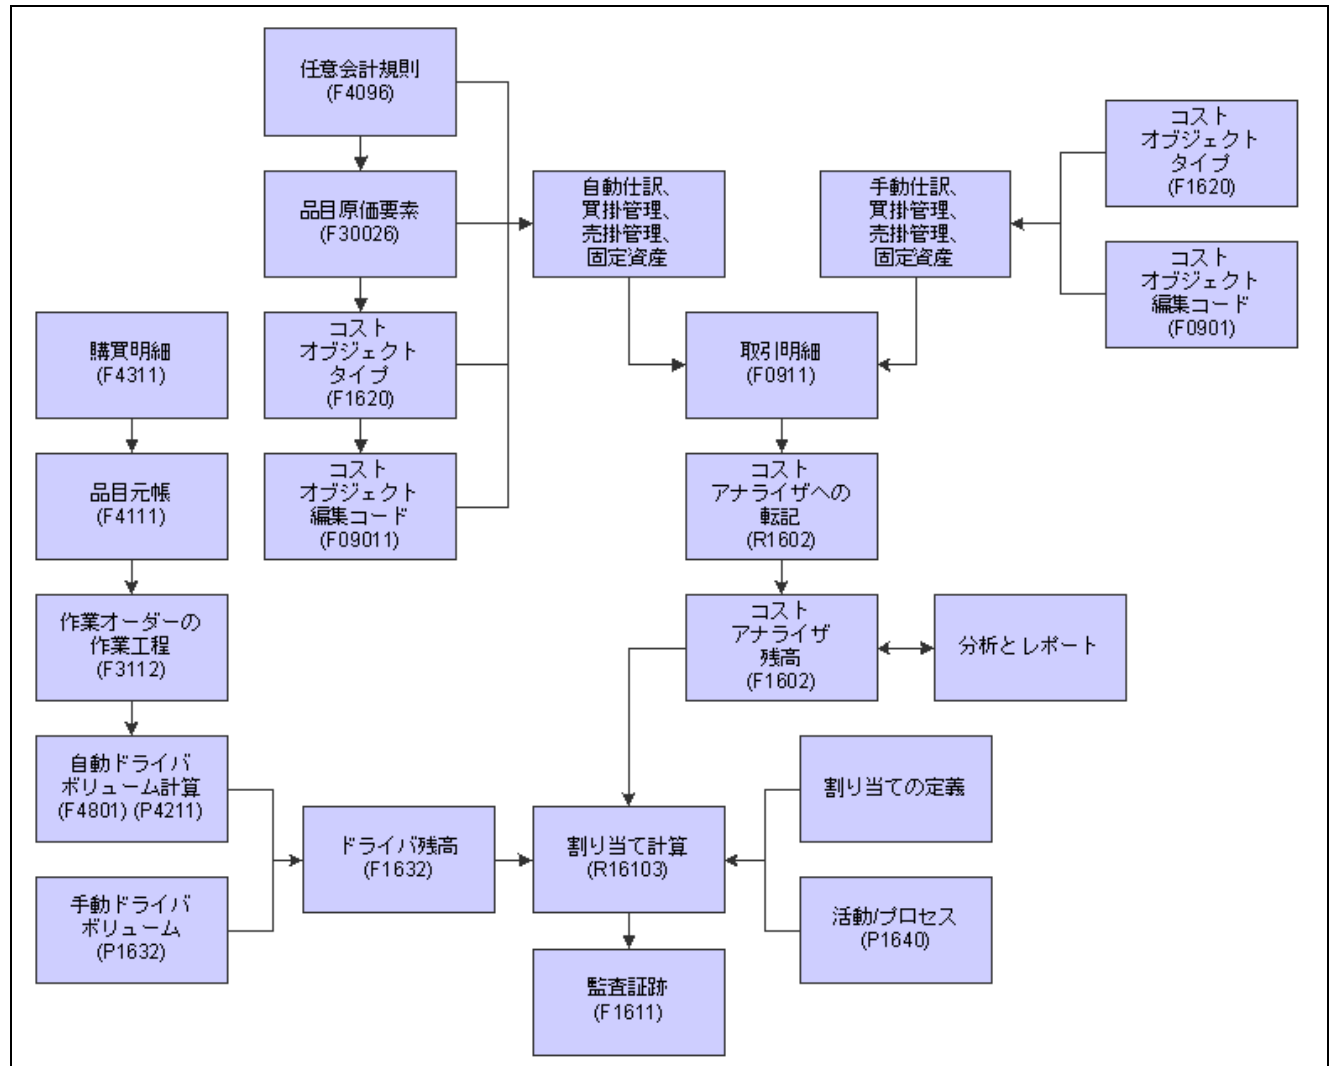 任意会計規則
(F4096)
コスト
オブジェクト
タイプ
(F1620)
品目原価要素
(F30026)
自動仕訳、
買掛管理、
売掛管理、
固定資産
手動仕訳、
買掛管理、
売掛管理、
固定資産
コスト
オブジェクト
編集コード
(F0901)
購買明細
(F4311)
コスト
オブジェクト
タイプ
(F1620)
取引明細
(F0911)
品目元帳
(F4111)
コスト
オブジェクト
編集コード
(F09011)
コスト
アナライザへの
転記
(R1602)
作業オーダーの
作業工程
(F3112)
コスト
アナライザ
残高
(F1602)
分析とレポート
自動ドライバ
ボリューム計算
(F4801) (P4211)
割り当ての定義
ドライバ残高
(F1632)
割り当て計算
(R16103)
手動ドライバ
ボリューム
(P1632)
活動/プロセス
(P1640)
監査証跡
(F1611)